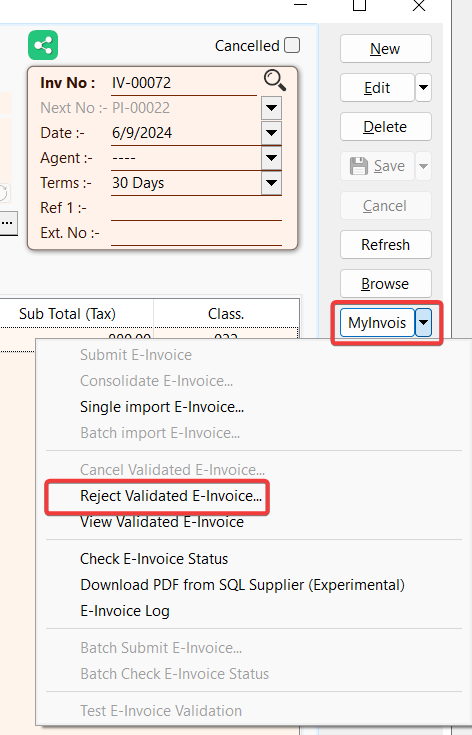 Cancelled
Inv No : IV-00072
Next No :- PI-00022
Date :- 6/9/2024
Agent :- ----
Terms :- 30 Days
Ref 1 :-
Ext. No :-
...
New
Edit
Delete
Save
Cancel
Refresh
Browse
MyInvois
Sub Total (Tax) Class.
Submit E-Invoice
Consolidate E-Invoice...
Single import E-Invoice...
Batch import E-Invoice...
Cancel Validated E-Invoice...
Reject Validated E-Invoice...
View Validated E-Invoice
Check E-Invoice Status
Download PDF from SQL Supplier (Experimental)
E-Invoice Log
Batch Submit E-Invoice...
Batch Check E-Invoice Status
Test E-Invoice Validation